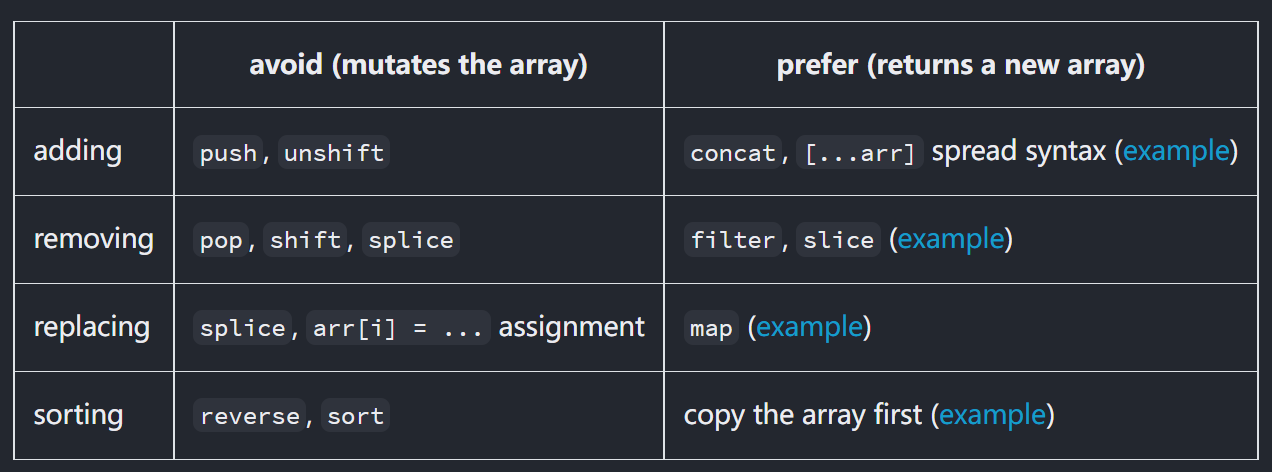 avoid (mutates the array) prefer (returns a new array)
adding push, unshift concat, [...arr] spread syntax (example)
removing pop, shift, splice filter, slice (example)
replacing splice, arr[i] = ... assignment map (example)
sorting reverse, sort copy the array first (example)